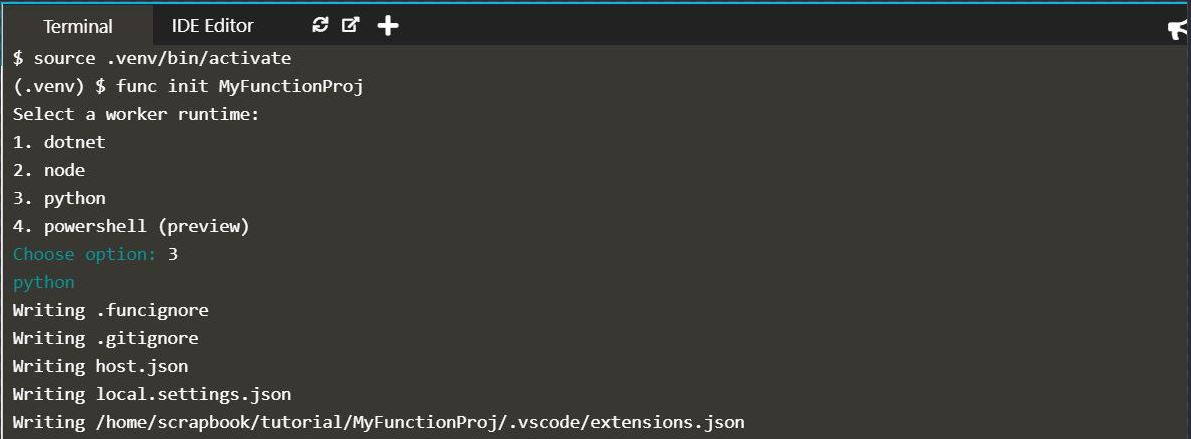 Terminal IDE Editor
$ source .venv/bin/activate
(.venv) $ func init MyFunctionProj
Select a worker runtime:
1. dotnet
2. node
3. python
4. powershell (preview)
Choose option: 3
python
Writing .funcignore
Writing .gitignore
Writing host.json
Writing local.settings.json
Writing /home/scrapbook/tutorial/MyFunctionProj/.vscode/extensions.json